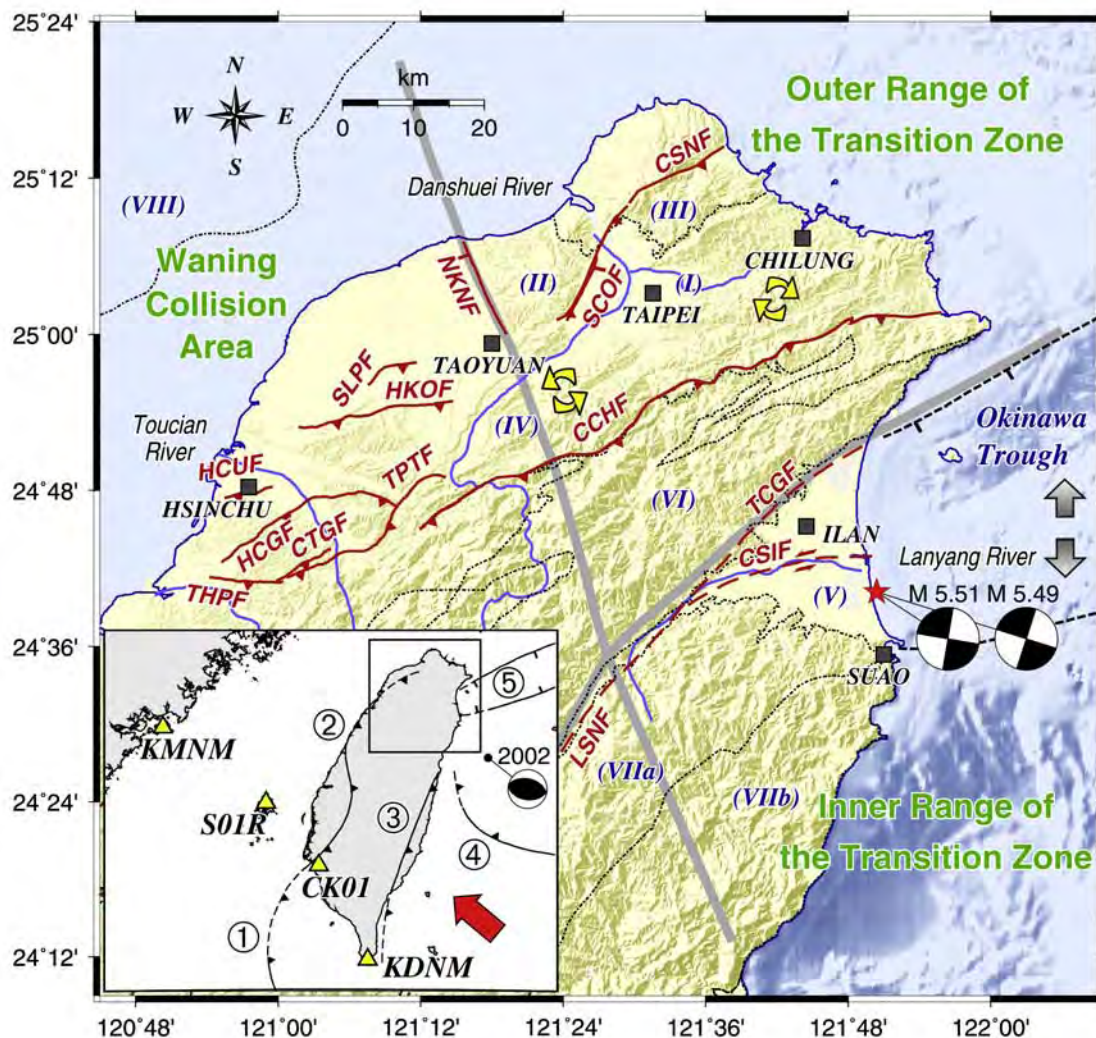 25°24'
25°12'
25°00'
24°48'
24°36'
24°24'
24°12'
120°48'
121°00'
121°12'
121°24'
121°36'
121°48'
122°00'
N
W
E
S
km
0
10
20
Outer Range of
the Transition Zone
Danshuei River
CSNF
(VIII)
(III)
Waning
Collision
Area
NKNF
(II)
SCOF
(I)
CHILUNG
TAIPEI
TAOYUAN
SLPF
HKOF
CCHF
(IV)
Toucian
River
HCUF
HSINCHU
TPTF
HCGF
CTGF
THPF
(VI)
TCGF
Okinawa
Trough
ILAN
CSIF
Lanyang River
(V)
M 5.51 M 5.49
SUAO
LSNF
(VIIa)
(VIIb)
Inner Range of
the Transition Zone
KMNM
S01R
CK01
KDNM
2002
①
②
③
④
⑤